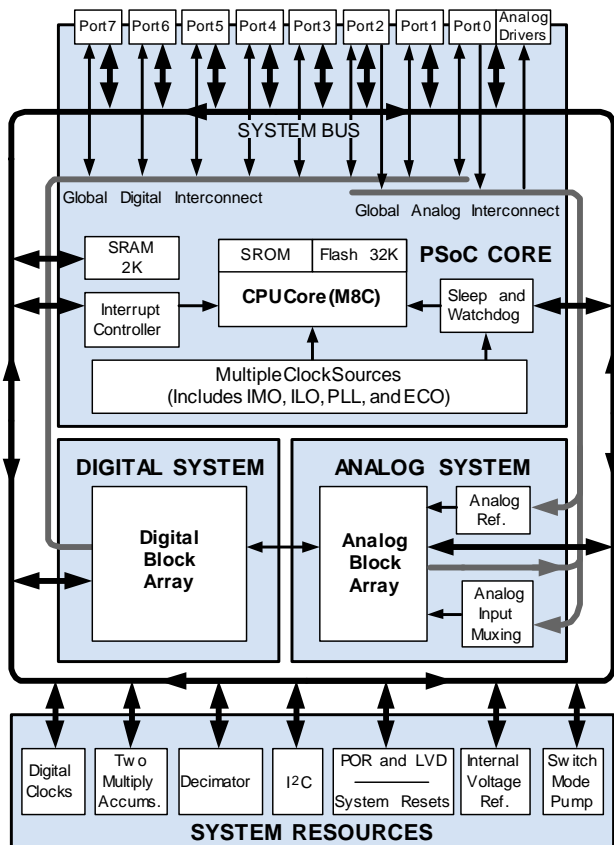 Port7 Port6 Port5 Port4 Port3 Port2 Port1 Port0 Analog Drivers
SYSTEM BUS
Global Digital Interconnect
Global Analog Interconnect
PSoC CORE
SRAM
2K
SROM Flash 32K
CPUCore(M8C)
Interrupt
Controller
Sleep and
Watchdog
MultipleClockSources
(Includes IMO, ILO, PLL, and ECO)
DIGITAL SYSTEM
Digital
Block
Array
ANALOG SYSTEM
Analog
Block
Array
Analog
Ref.
Analog
Input
Muxing
Digital
Clocks
Two
Multiply
Accums.
Decimator
I2C
POR and LVD
System Resets
Internal
Voltage
Ref.
Switch
Mode
Pump
SYSTEM RESOURCES